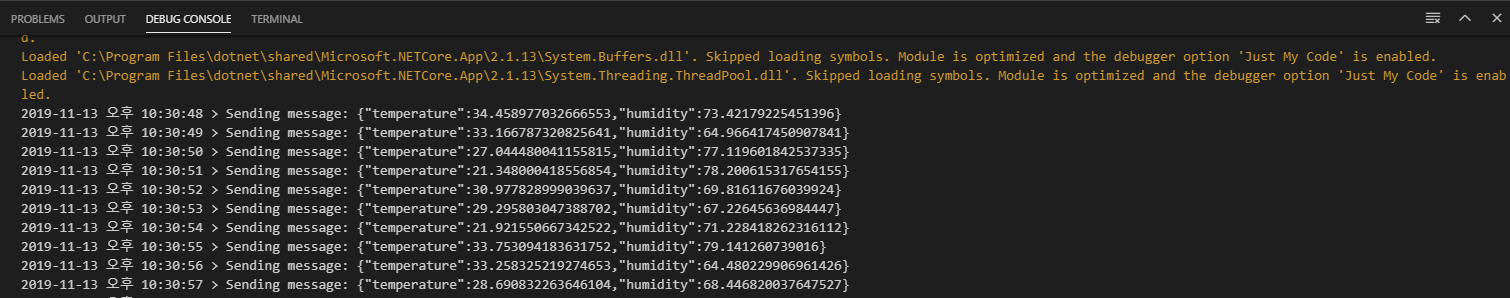 PROBLEMS OUTPUT DEBUG CONSOLE TERMINAL
d.
Loaded 'C:\Program Files\dotnet\shared\Microsoft.NETCore.App\2.1.13\System.Buffers.dll'. Skipped loading symbols. Module is optimized and the debugger option 'Just My Code' is enabled.
Loaded 'C:\Program Files\dotnet\shared\Microsoft.NETCore.App\2.1.13\System.Threading.ThreadPool.dll'. Skipped loading symbols. Module is optimized and the debugger option 'Just My Code' is enab
led.
2019-11-13 오후 10:30:48 > Sending message: {"temperature":34.458977032666553,"humidity":73.42179225451396}
2019-11-13 오후 10:30:49 > Sending message: {"temperature":33.166787320825641,"humidity":64.966417450907841}
2019-11-13 오후 10:30:50 > Sending message: {"temperature":27.044480041155815,"humidity":77.119601842537335}
2019-11-13 오후 10:30:51 > Sending message: {"temperature":21.348000418556854,"humidity":78.200615317654155}
2019-11-13 오후 10:30:52 > Sending message: {"temperature":30.977828999039637,"humidity":69.81611676039924}
2019-11-13 오후 10:30:53 > Sending message: {"temperature":29.295803047388702,"humidity":67.22645636984447}
2019-11-13 오후 10:30:54 > Sending message: {"temperature":21.921550667342522,"humidity":71.228418262316112}
2019-11-13 오후 10:30:55 > Sending message: {"temperature":33.753094183631752,"humidity":79.141260739016}
2019-11-13 오후 10:30:56 > Sending message: {"temperature":33.258325219274653,"humidity":64.480229906961426}
2019-11-13 오후 10:30:57 > Sending message: {"temperature":28.690832263646104,"humidity":68.446820037647527}